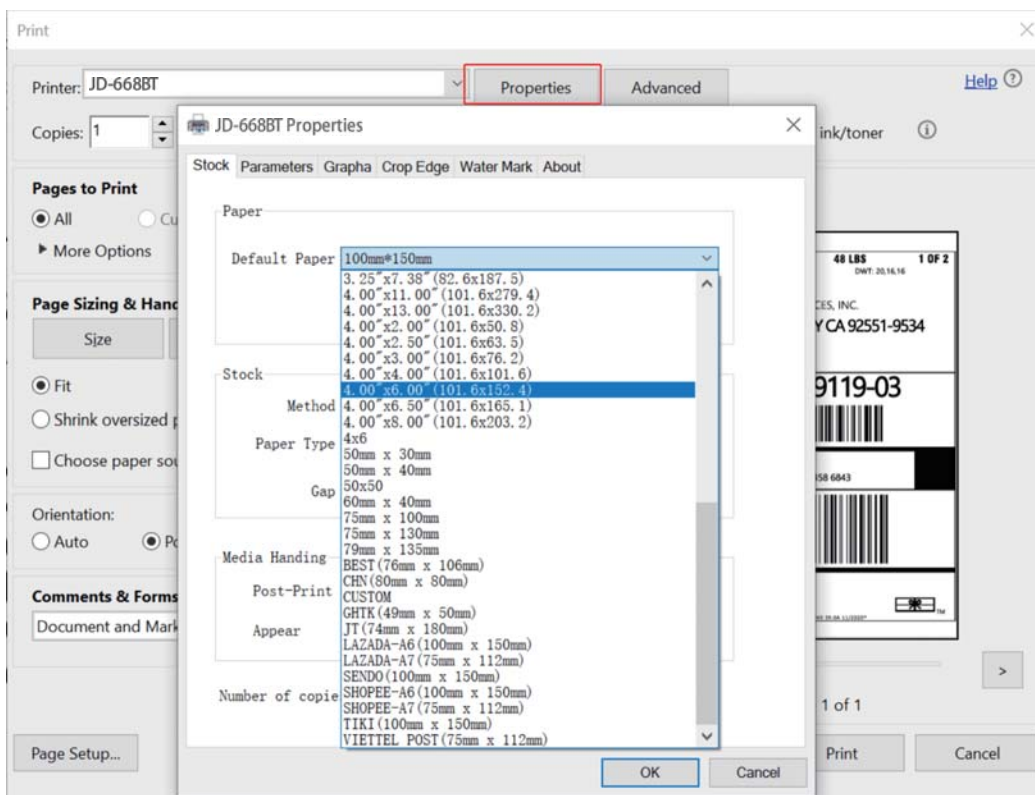 Print
Printer: JD-668BT Properties Advanced Help
Copies: 1 ink/toner
JD-668BT Properties
Stock Parameters Grapha Crop Edge Water Mark About
Pages to Print
All
More Options
Paper
Default Paper 100mm*150mm
3.25"x7.38"(82.6x187.5)
4.00"x11.00"(101.6x279.4)
4.00"x13.00"(101.6x330.2)
4.00"x2.00"(101.6x50.8)
4.00"x2.50"(101.6x63.5)
4.00"x3.00"(101.6x76.2)
4.00"x4.00"(101.6x101.6)
4.00"x6.00"(101.6x152.4)
4.00"x6.50"(101.6x165.1)
4.00"x8.00"(101.6x203.2)
4x6
50mm x 30mm
50mm x 40mm
50x50
60mm x 40mm
75mm x 100mm
75mm x 130mm
79mm x 135mm
BEST(76mm x 106mm)
CHN(80mm x 80mm)
CUSTOM
GHTK(49mm x 50mm)
JT(74mm x 180mm)
LAZADA-A6(100mm x 150mm)
LAZADA-A7(75mm x 112mm)
SENDO(100mm x 150mm)
SHOPEE-A6(100mm x 150mm)
SHOPEE-A7(75mm x 112mm)
TIKI(100mm x 150mm)
VIETTEL POST(75mm x 112mm)
Stock
Method
Paper Type
Gap
Media Handing
Post-Print
Appear
Number of copie
OK Cancel
Page Sizing & Hand
Size
Fit
Shrink oversized p
Choose paper sou
Orientation:
Auto Po
Comments & Forms
Document and Mark
48 LBS 1 OF 2
DWT: 20,16,16
CES, INC.
Y CA 92551-9534
9119-03
358 6843
TM
>
1 of 1
Page Setup... Print Cancel